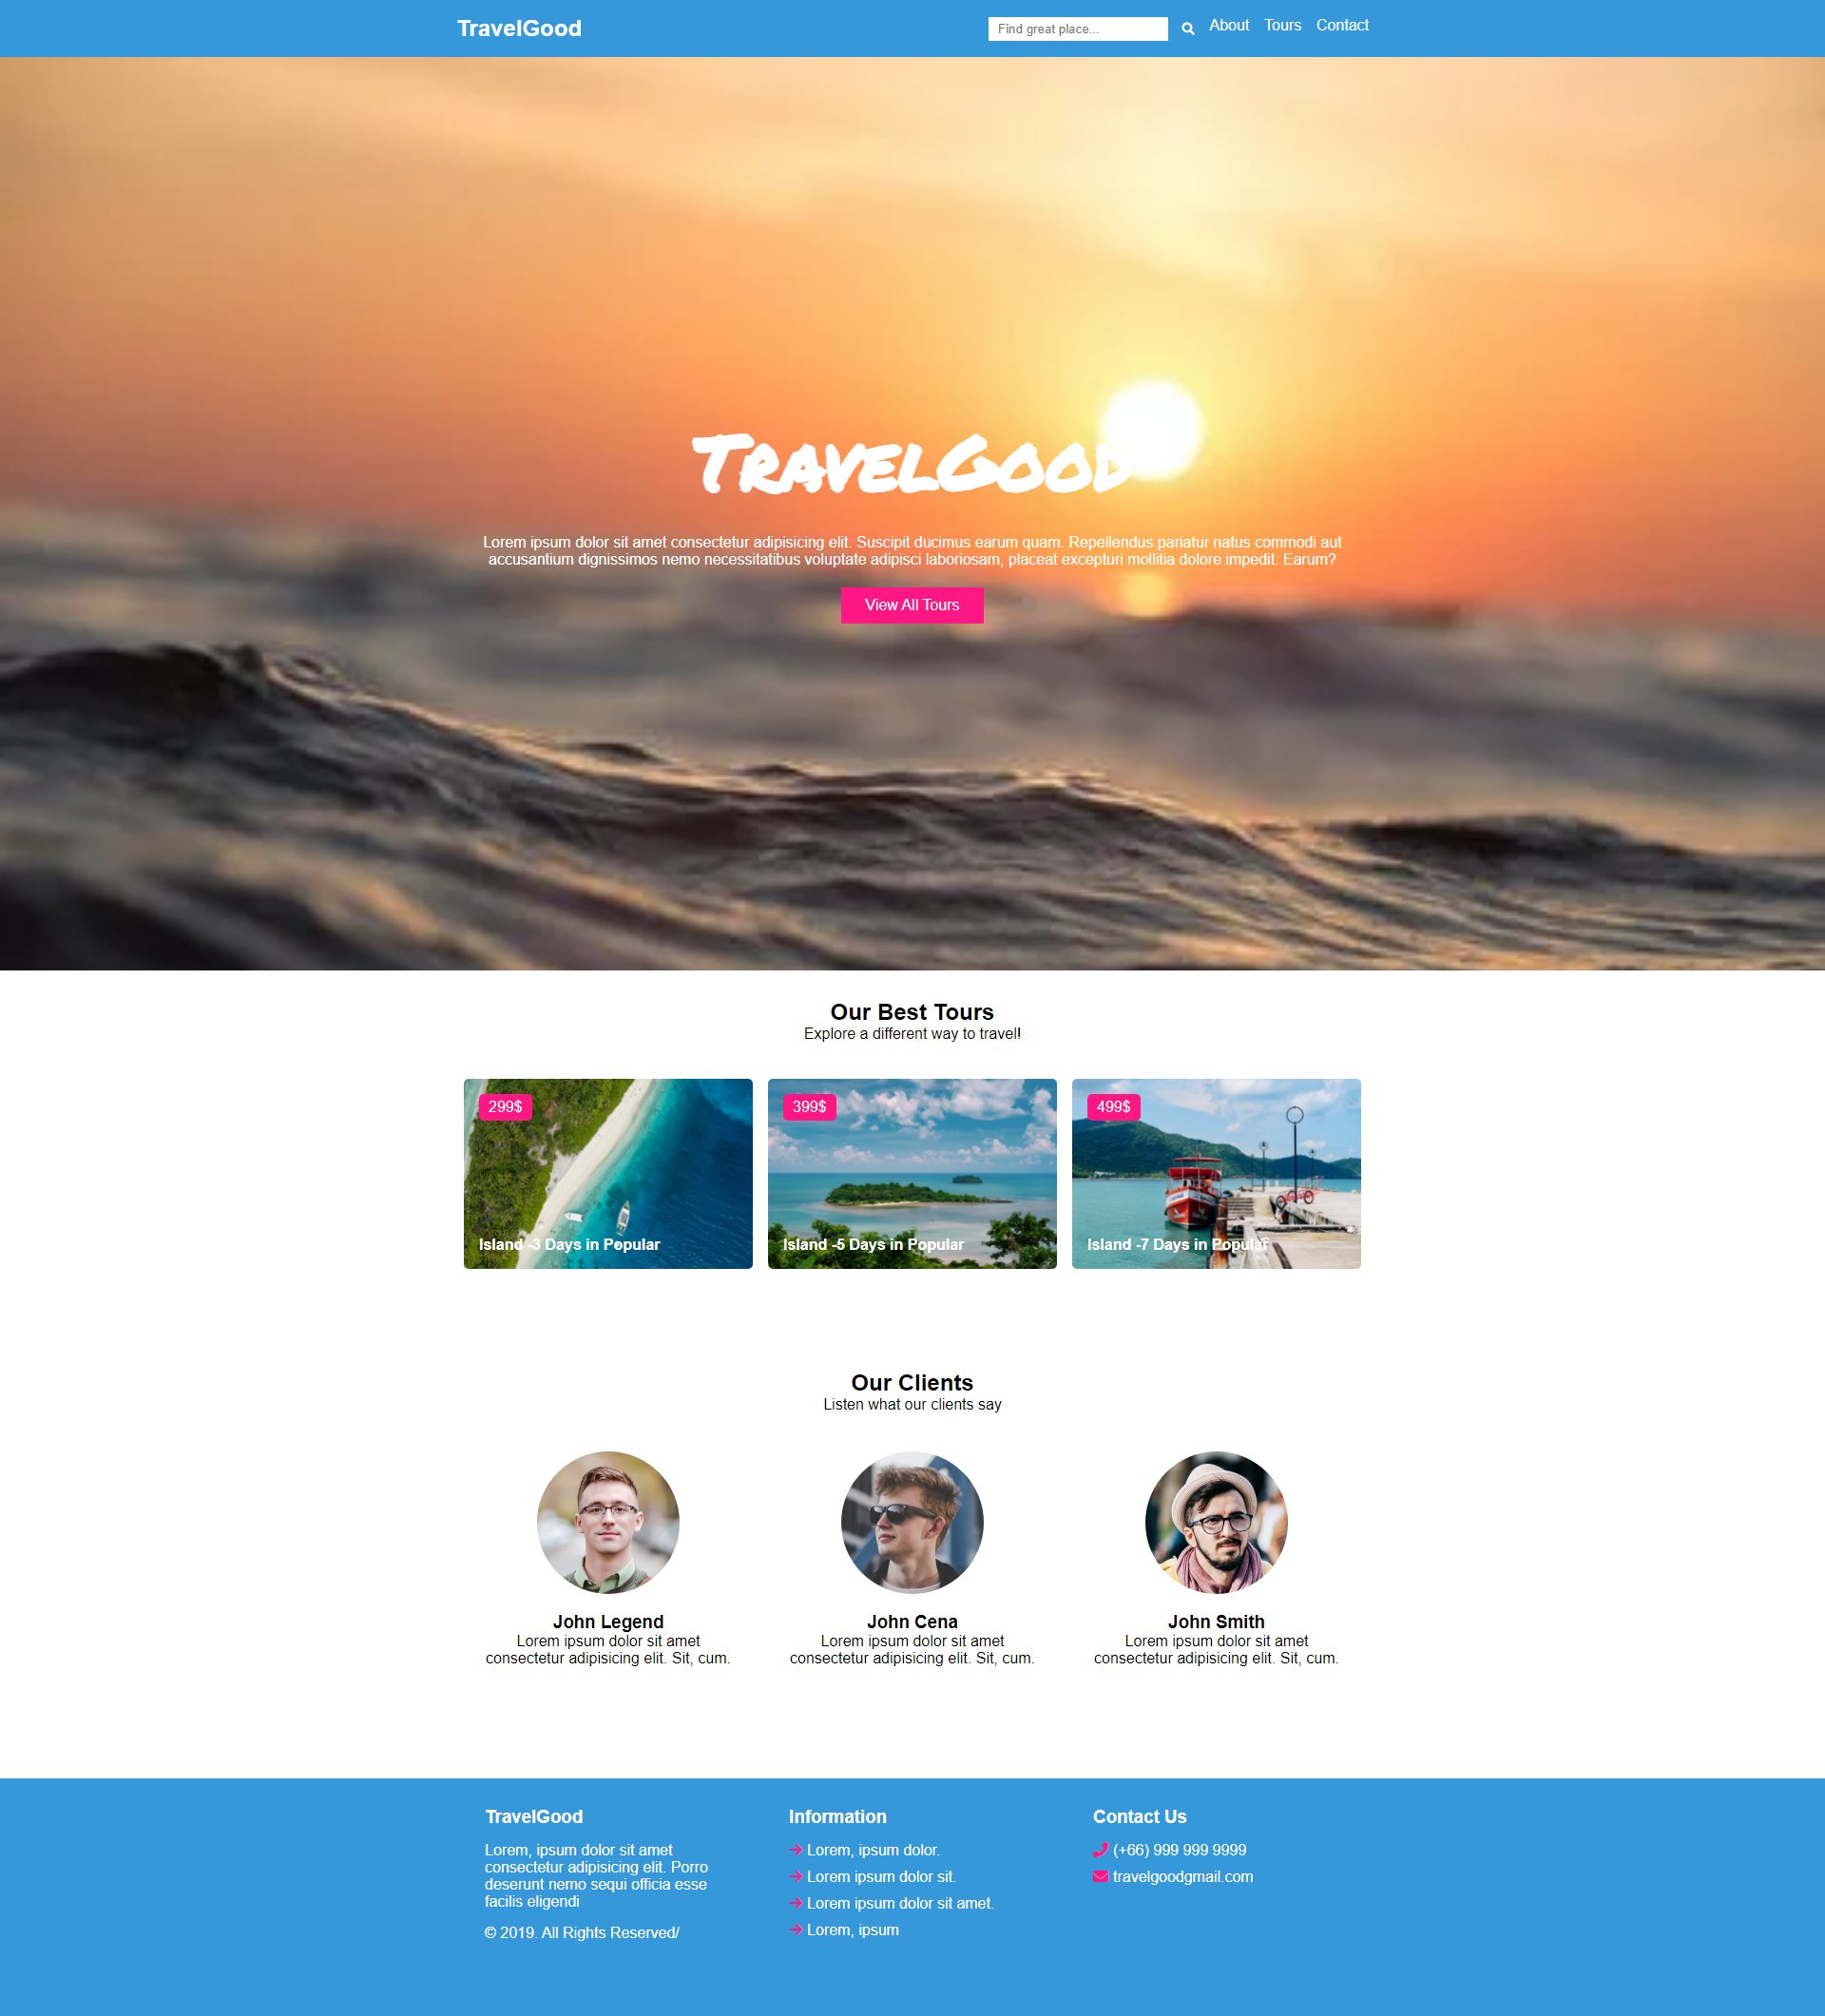 TravelGood
Find great place...
About
Tours
Contact
TravelGood
Lorem ipsum dolor sit amet consectetur adipisicing elit. Suscipit ducimus earum quam. Repellendus pariatur natus commodi aut
accusantium dignissimos nemo necessitatibus voluptate adipisci laboriosam, placeat excepturi mollitia dolore impedit. Earum?
View All Tours
Our Best Tours
Explore a different way to travel!
299$
Island -3 Days in Popular
399$
Island -5 Days in Popular
499$
Island -7 Days in Popular
Our Clients
Listen what our clients say
John Legend
Lorem ipsum dolor sit amet
consectetur adipisicing elit. Sit, cum.
John Cena
Lorem ipsum dolor sit amet
consectetur adipisicing elit. Sit, cum.
John Smith
Lorem ipsum dolor sit amet
consectetur adipisicing elit. Sit, cum.
TravelGood
Lorem, ipsum dolor sit amet
consectetur adipisicing elit. Porro
deserunt nemo sequi officia esse
facilis eligendi
© 2019. All Rights Reserved/
Information
Lorem, ipsum dolor.
Lorem ipsum dolor sit.
Lorem ipsum dolor sit amet.
Lorem, ipsum
Contact Us
(+66) 999 999 9999
travelgoodgmail.com